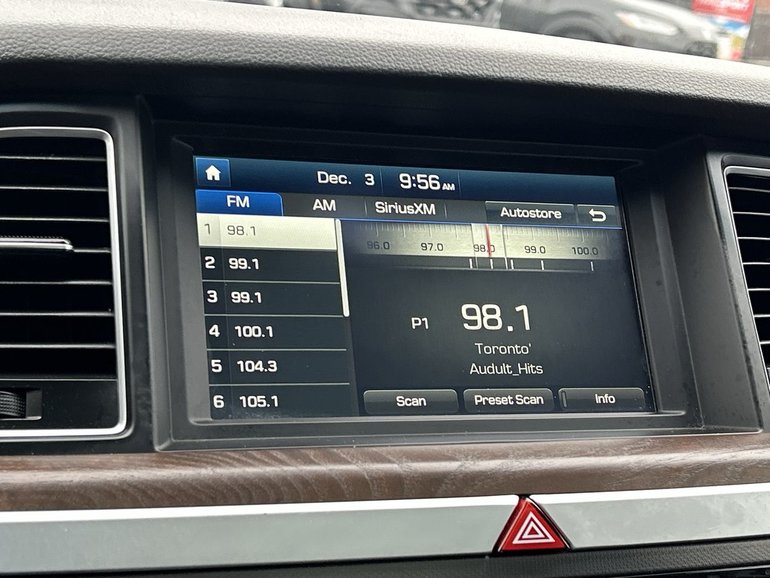 Dec. 3 9:56 AM
FM AM SiriusXM Autostore
1 98.1
2 99.1
3 99.1
4 100.1
5 104.3
6 105.1
96.0 97.0 98.0 99.0 100.0
P1 98.1
Toronto'
Audult_Hits
Scan Preset Scan Info